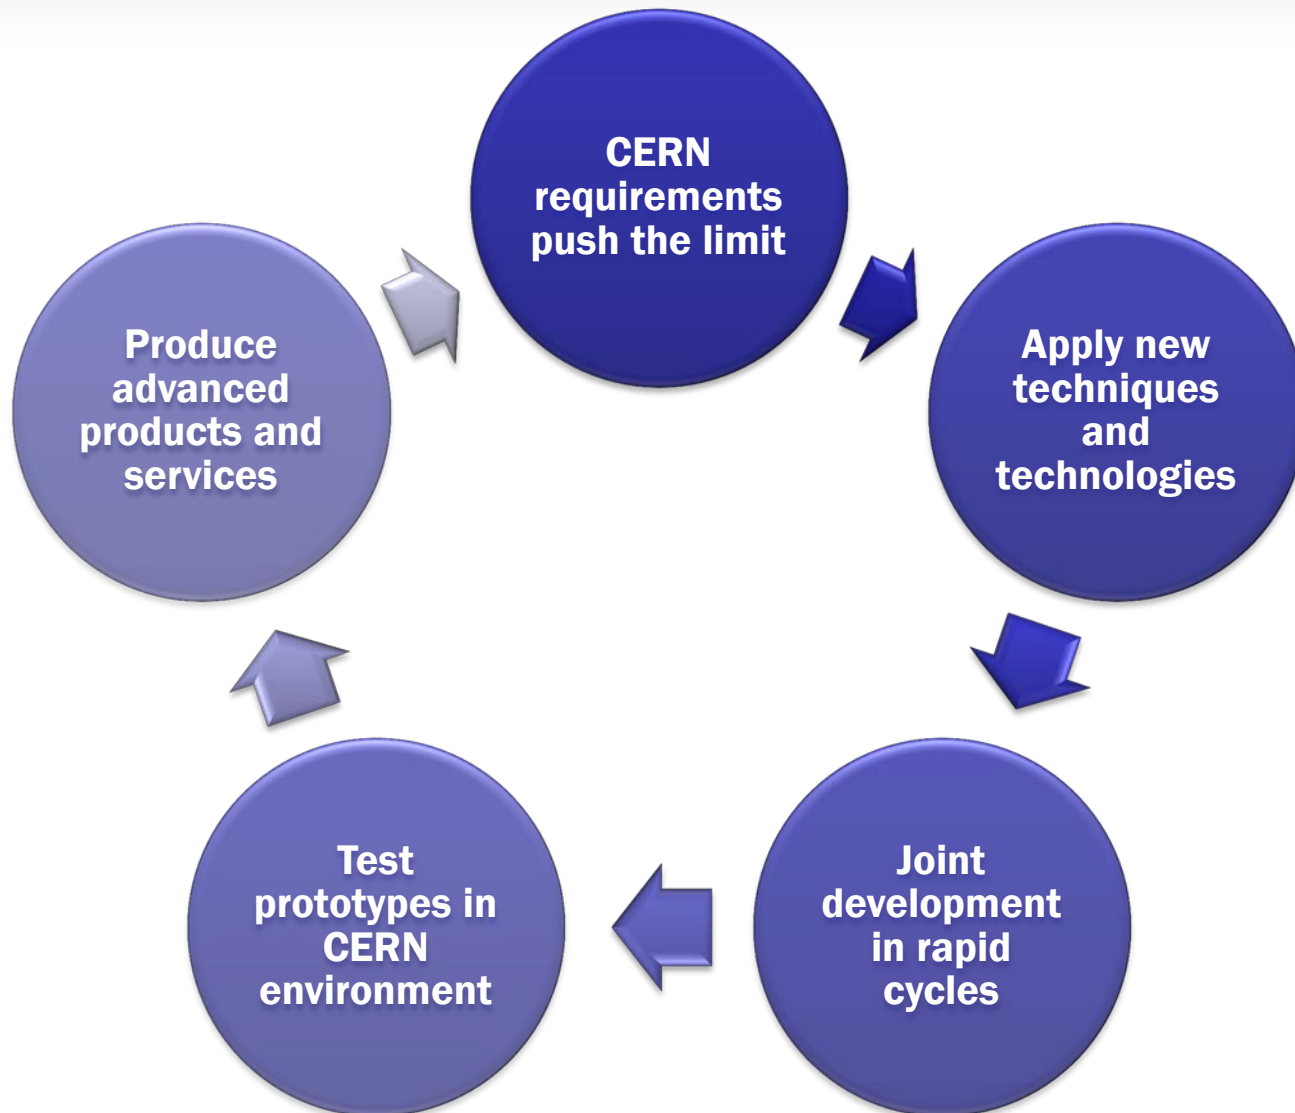 CERN
requirements
push the limit
Apply new
techniques
and
technologies
Joint
development
in rapid
cycles
Test
prototypes in
CERN
environment
Produce
advanced
products and
services